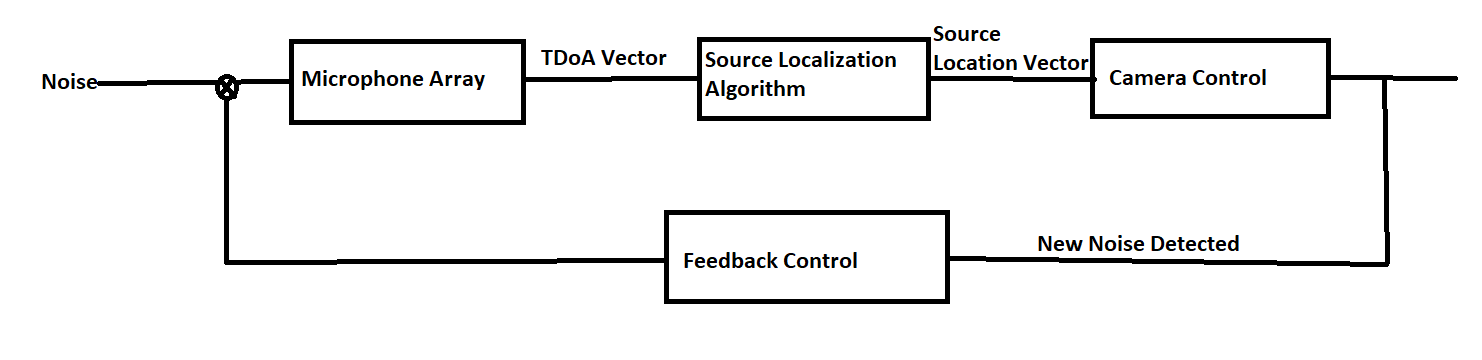 Noise
Microphone Array
TDoA Vector
Source Localization
Algorithm
Source
Location Vector
Camera Control
Feedback Control
New Noise Detected